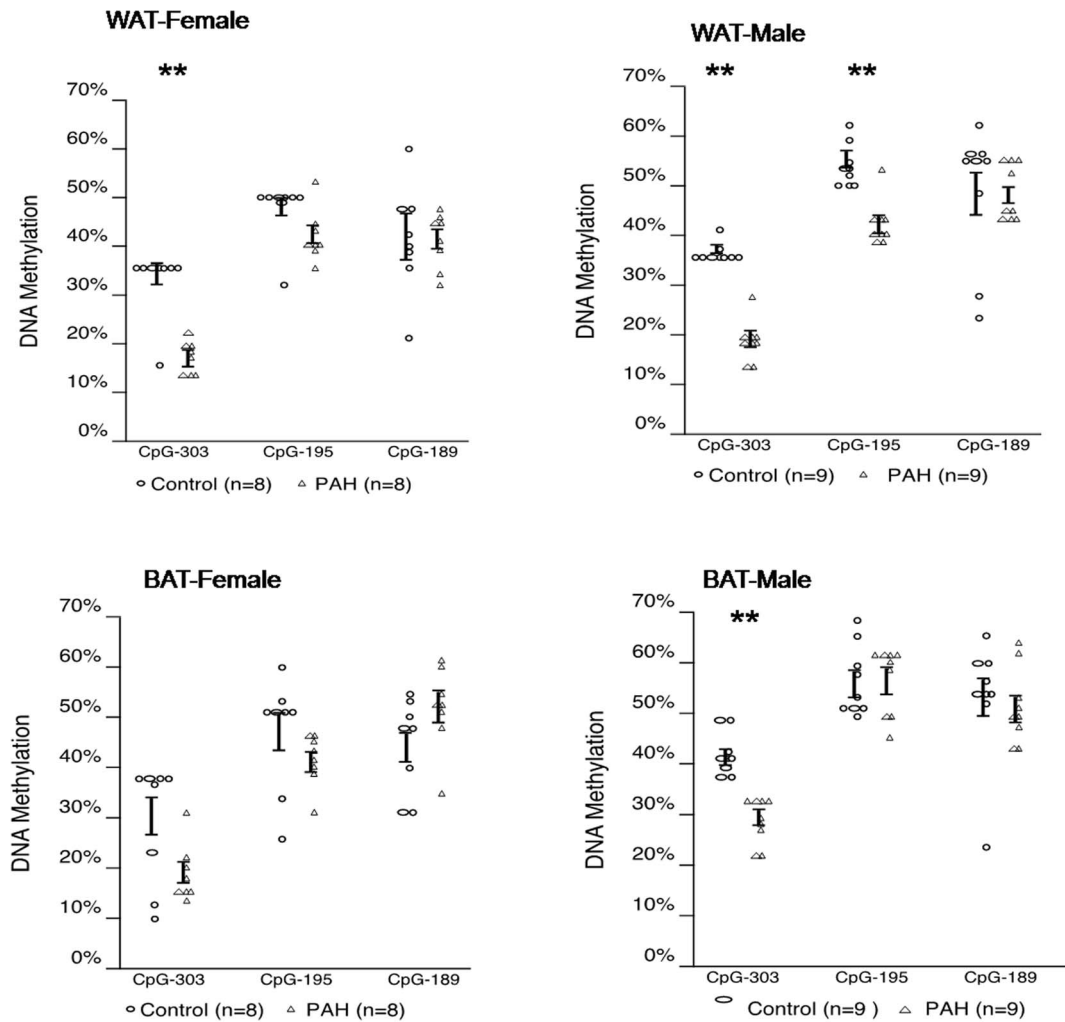 WAT-Female
**
70%
60%
50%
40%
30%
20%
10%
0%
DNA Methylation
CpG-303 CpG-195 CpG-189
Control (n=8) PAH (n=8)
WAT-Male
** **
70%
60%
50%
40%
30%
20%
10%
0%
DNA Methylation
CpG-303 CpG-195 CpG-189
Control (n=9) PAH (n=9)
BAT-Female
70%
60%
50%
40%
30%
20%
10%
0%
DNA Methylation
CpG-303 CpG-195 CpG-189
Control (n=8) PAH (n=8)
BAT-Male
**
70%
60%
50%
40%
30%
20%
10%
0%
DNA Methylation
CpG-303 CpG-195 CpG-189
Control (n=9 ) PAH (n=9)